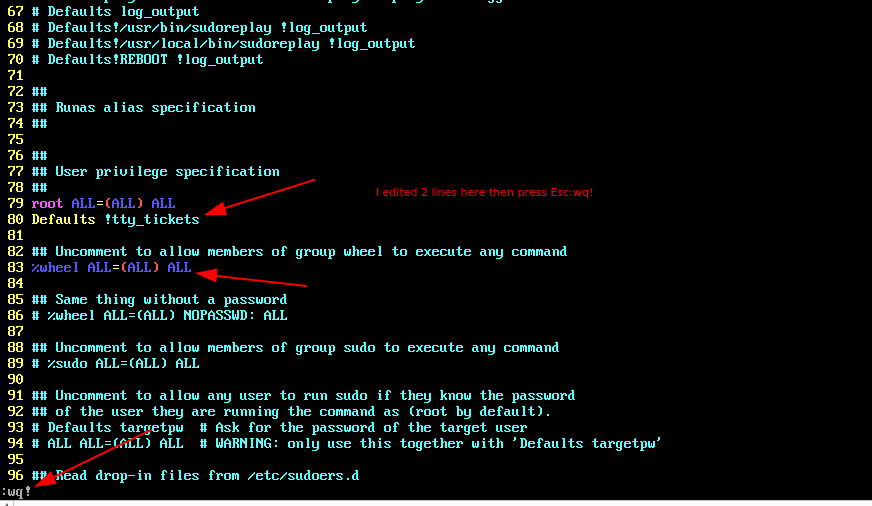 67 # Defaults log_output
68 # Defaults!/usr/bin/sudoreplay !log_output
69 # Defaults!/usr/local/bin/sudoreplay !log_output
70 # Defaults!REBOOT !log_output
71
72 ##
73 ## Runas alias specification
74 ##
75
76 ##
77 ## User privilege specification
78 ##
I edited 2 lines here then press Esc:wq!
79 root ALL=(ALL) ALL
80 Defaults !tty_tickets
81
82 ## Uncomment to allow members of group wheel to execute any command
83 %wheel ALL=(ALL) ALL
84
85 ## Same thing without a password
86 # %wheel ALL=(ALL) NOPASSWD: ALL
87
88 ## Uncomment to allow members of group sudo to execute any command
89 # %sudo ALL=(ALL) ALL
90
91 ## Uncomment to allow any user to run sudo if they know the password
92 ## of the user they are running the command as (root by default).
93 # Defaults targetpw  # Ask for the password of the target user
94 # ALL ALL=(ALL) ALL  # WARNING: only use this together with 'Defaults targetpw'
95
96 ## Read drop-in files from /etc/sudoers.d
:wq!